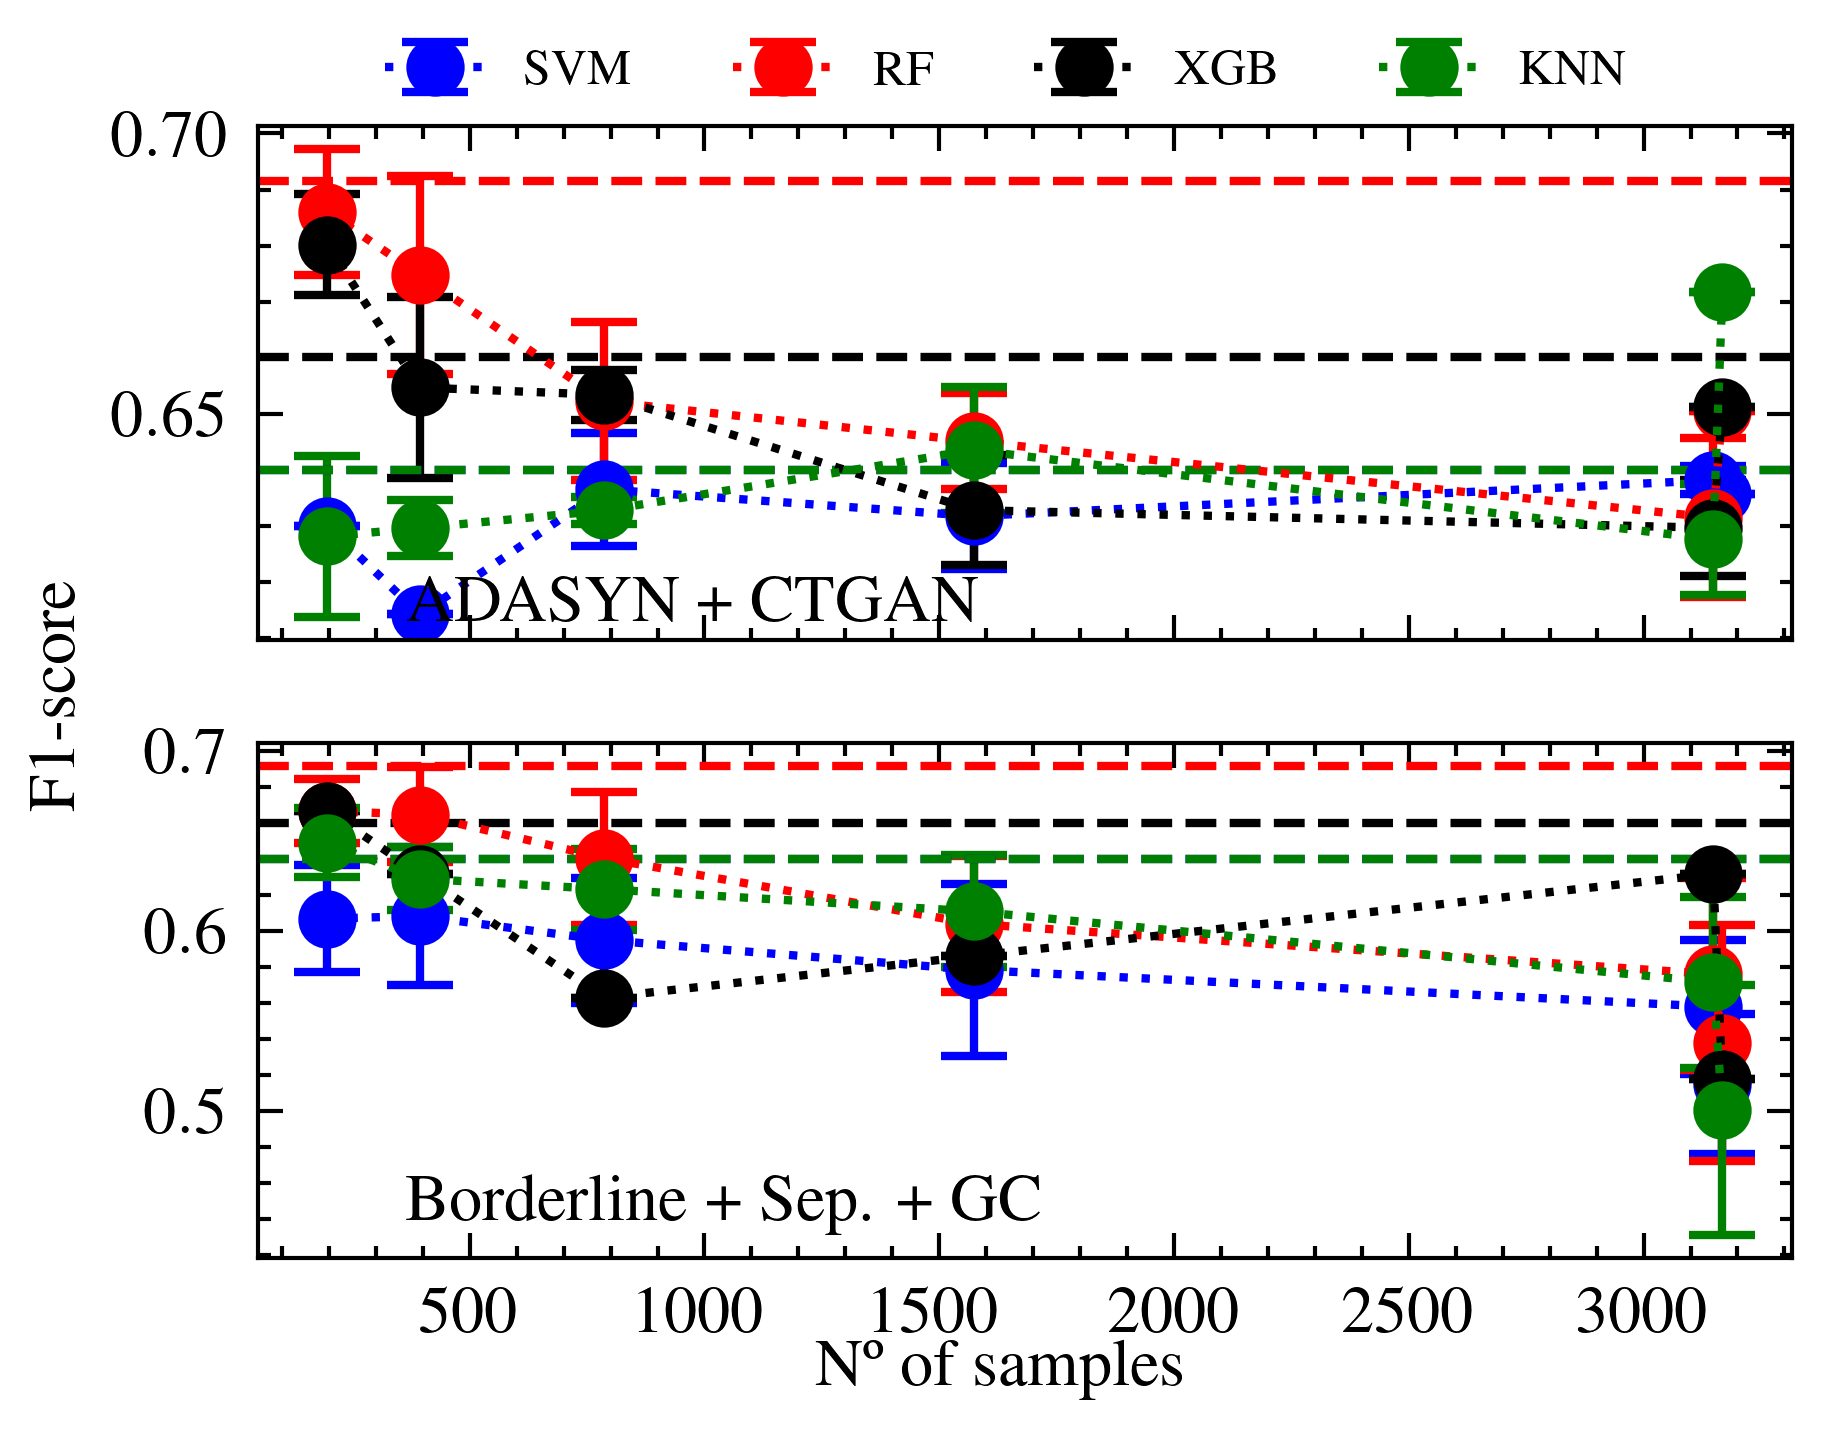 SVM RF XGB KNN
0.70
0.65
ADASYN + CTGAN
F1-score
0.7
0.6
0.5
Borderline + Sep. + GC
500 1000 1500 2000 2500 3000
Nº of samples